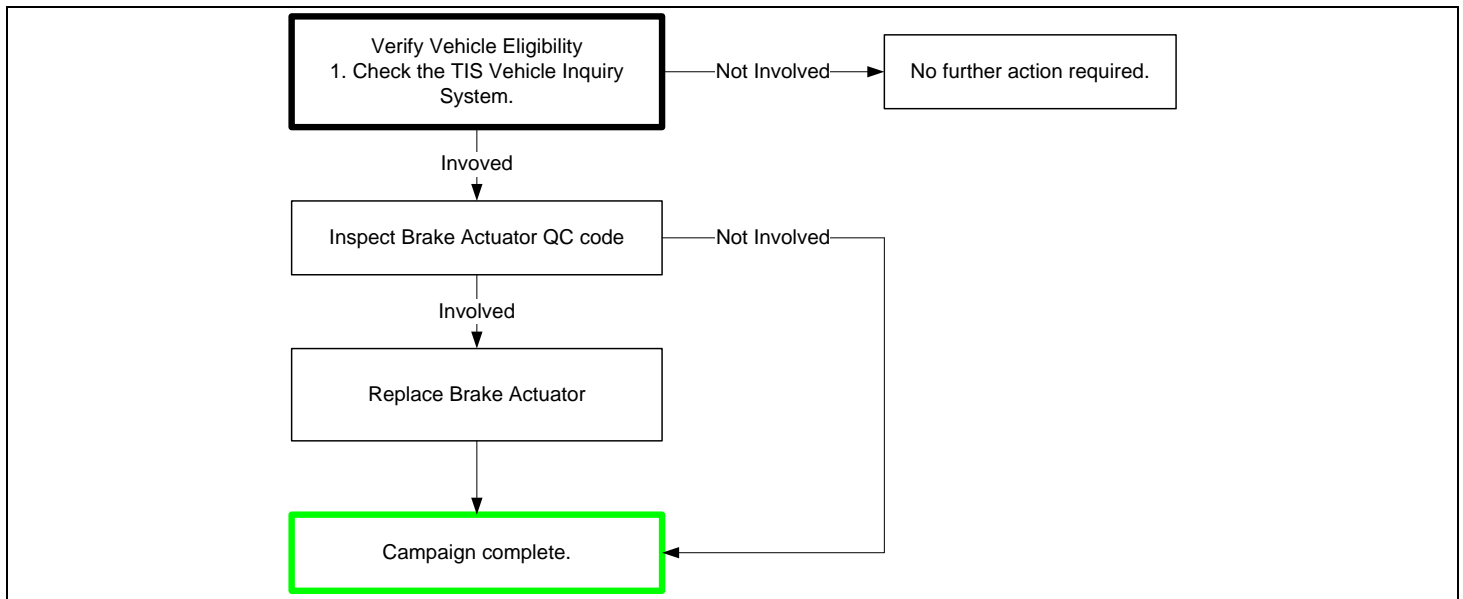 Verify Vehicle Eligibility
1. Check the TIS Vehicle Inquiry
System.
Not Involved
No further action required.
Invoved
Inspect Brake Actuator QC code
Not Involved
Involved
Replace Brake Actuator
Campaign complete.